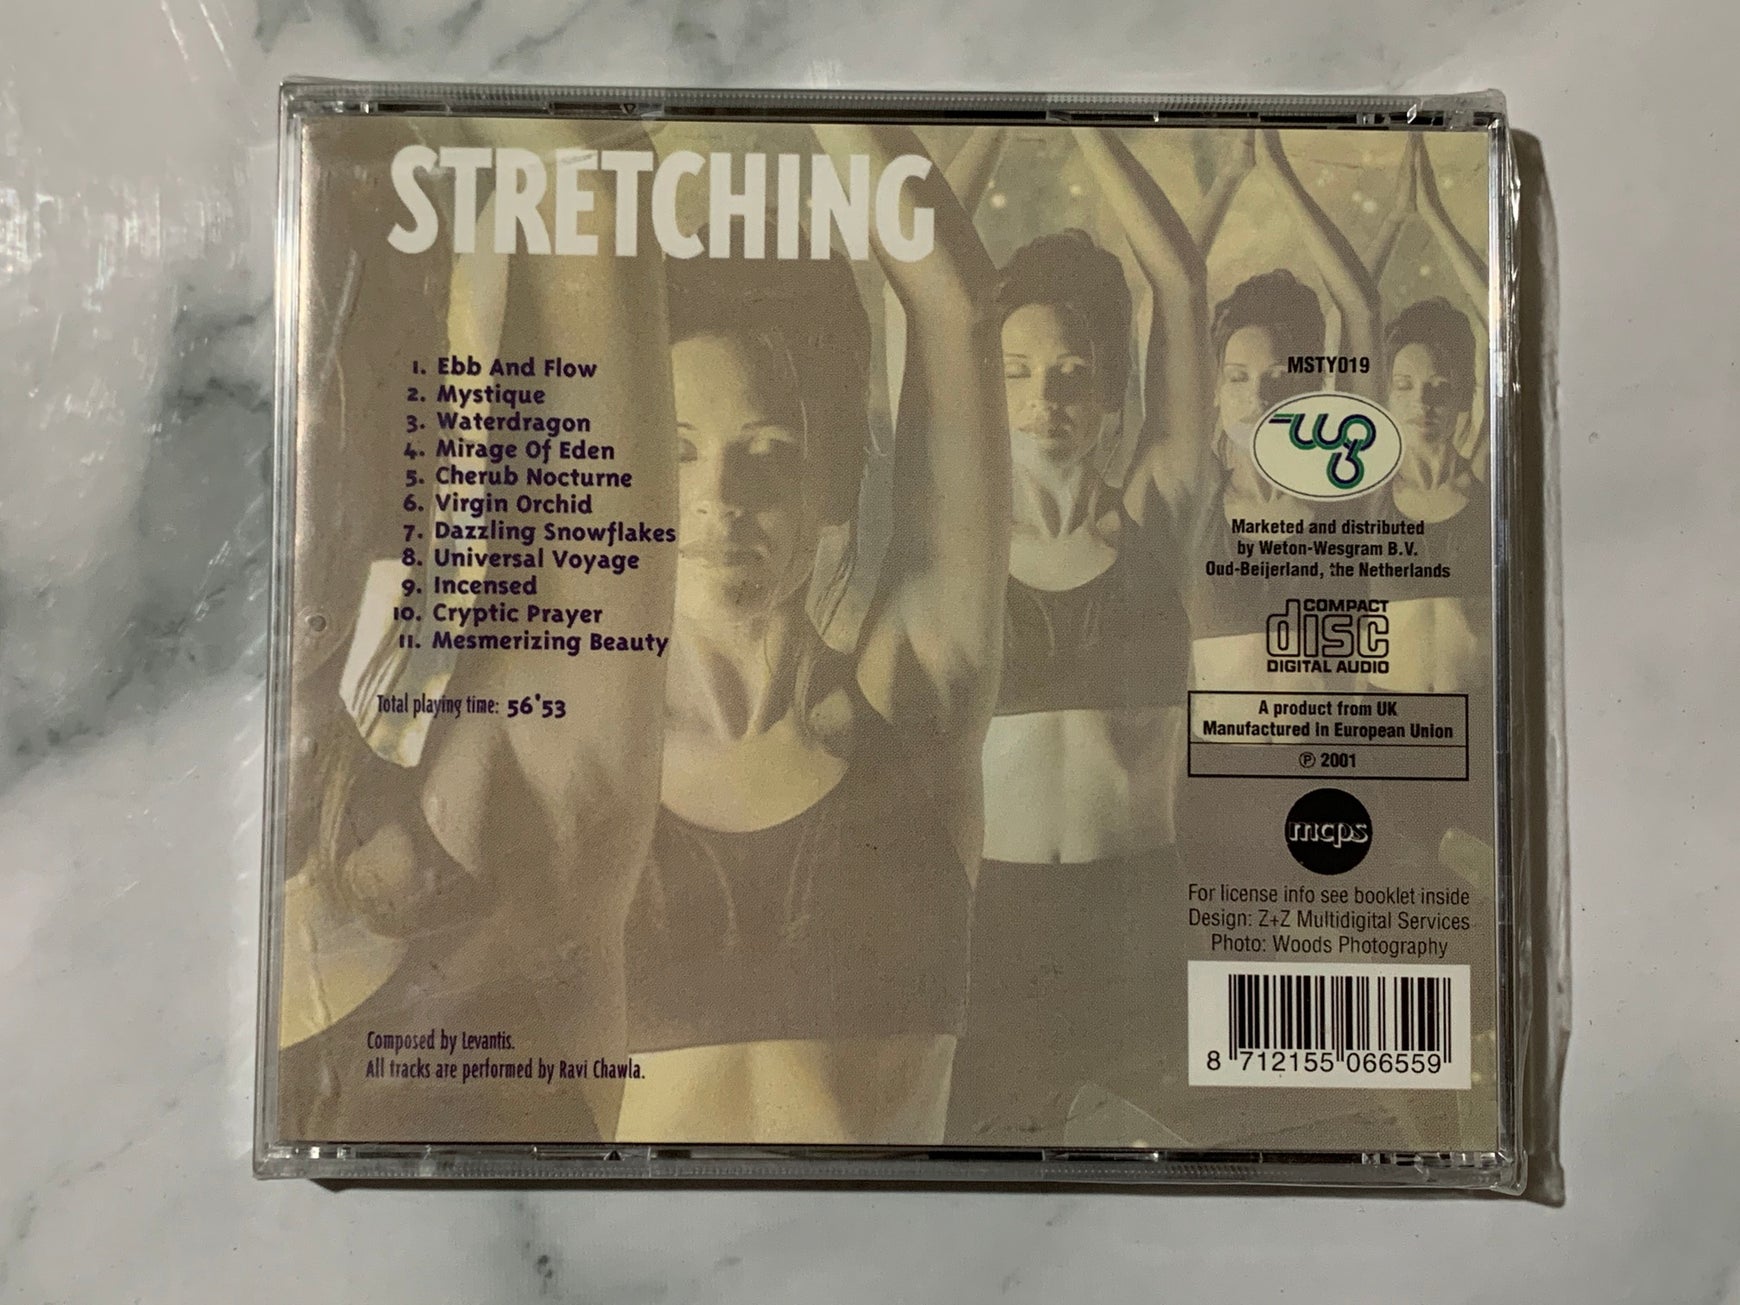 STRETCHING
1. Ebb And Flow
2. Mystique
3. Waterdragon
4. Mirage Of Eden
5. Cherub Nocturne
6. Virgin Orchid
7. Dazzling Snowflakes
8. Universal Voyage
9. Incensed
10. Cryptic Prayer
11. Mesmerizing Beauty
Total playing time: 56'53
Composed by Levantis.
All tracks are performed by Ravi Chawla.
MSTY019
Marketed and distributed
by Weton-Wesgram B.V.
Oud-Beijerland, the Netherlands
COMPACT
disc
DIGITAL AUDIO
A product from UK
Manufactured in European Union
℗ 2001
mcps
For license info see booklet inside
Design: Z+Z Multidigital Services
Photo: Woods Photography
8 712155 066559